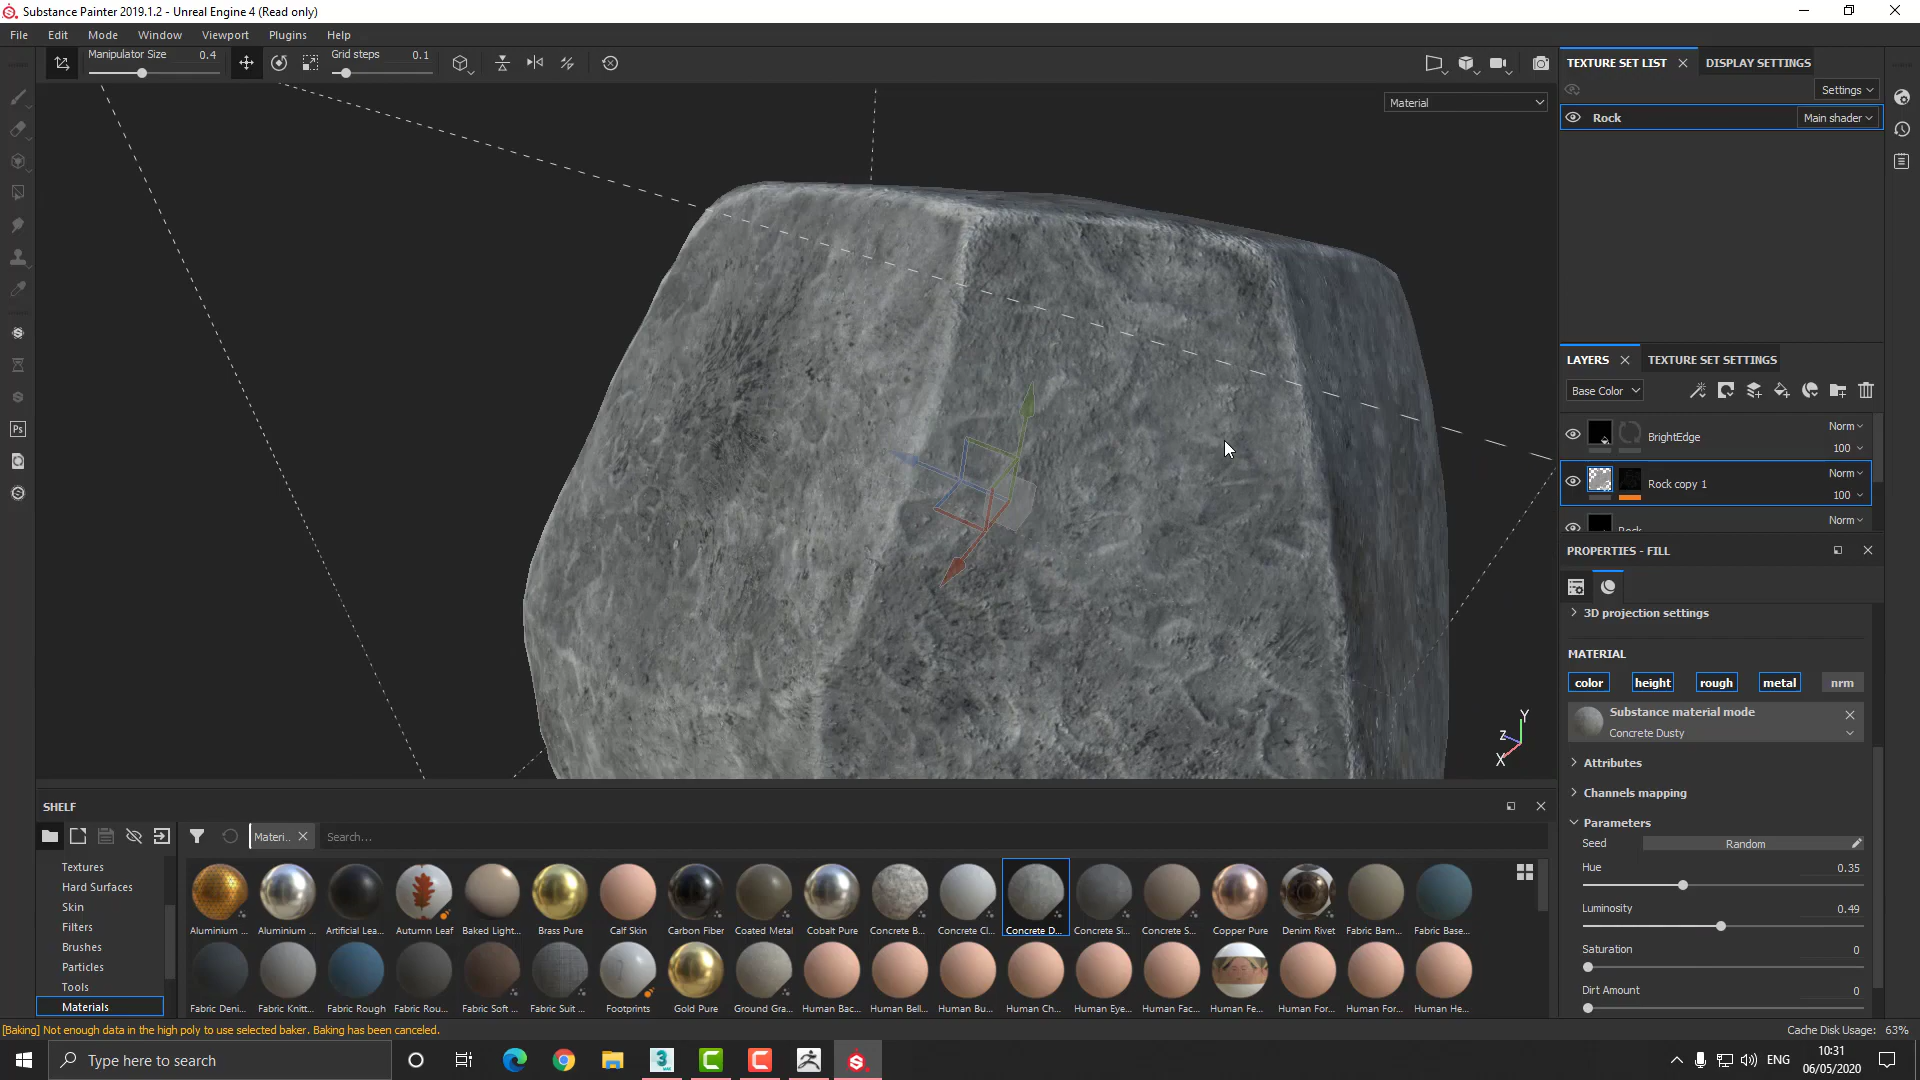 Substance Painter 2019.1.2 - Unreal Engine 4 (Read only)
File Edit Mode Window Viewport Plugins Help
Manipulator Size 0.4
Grid steps 0.1
Material
TEXTURE SET LIST
DISPLAY SETTINGS
Settings
Rock
Main shader
LAYERS
TEXTURE SET SETTINGS
Base Color
BrightEdge
Norm
100
Rock copy 1
Norm
100
Rock
Norm
PROPERTIES - FILL
3D projection settings
MATERIAL
color height rough metal nrm
Substance material mode
Concrete Dusty
Attributes
Channels mapping
Parameters
Seed Random
Hue 0.35
Luminosity 0.49
Saturation 0
Dirt Amount 0
Y
Z
X
Ps
SHELF
Materi..
Search...
Textures
Hard Surfaces
Skin
Filters
Brushes
Particles
Tools
Materials
Aluminium ... Aluminium ... Artificial Lea... Autumn Leaf Baked Light... Brass Pure Calf Skin Carbon Fiber Coated Metal Cobalt Pure Concrete B... Concrete Cl... Concrete D... Concrete Si... Concrete S... Copper Pure Denim Rivet Fabric Bam... Fabric Base...
Fabric Deni... Fabric Knitt... Fabric Rough Fabric Rou... Fabric Soft ... Fabric Suit ... Footprints Gold Pure Ground Gra... Human Bac... Human Bell... Human Bu... Human Ch... Human Eye... Human Fac... Human Fe... Human For... Human For... Human He...
[Baking] Not enough data in the high poly to use selected baker. Baking has been canceled.
Cache Disk Usage: 63%
Type here to search
ENG
10:31
06/05/2020